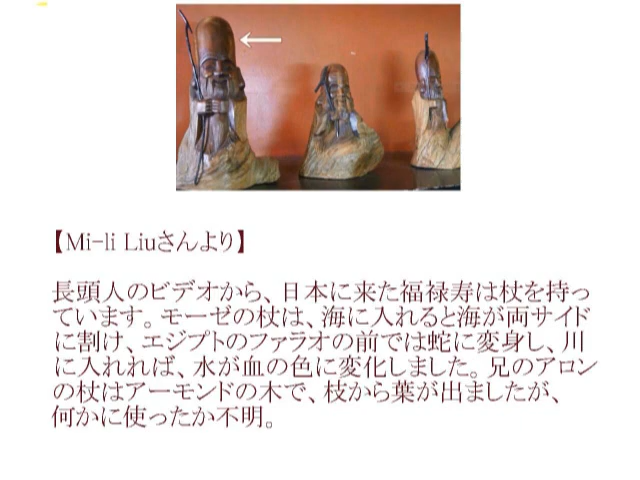 【Mi-li Liuさんより】
長頭人のビデオから、日本に来た福禄寿は杖を持っ
ています。モーゼの杖は、海に入れると海が両サイド
に割け、エジプトのファラオの前では蛇に変身し、川
に入れれば、水が血の色に変化しました。兄のアロン
の杖はアーモンドの木で、枝から葉が出ましたが、
何かに使ったか不明。